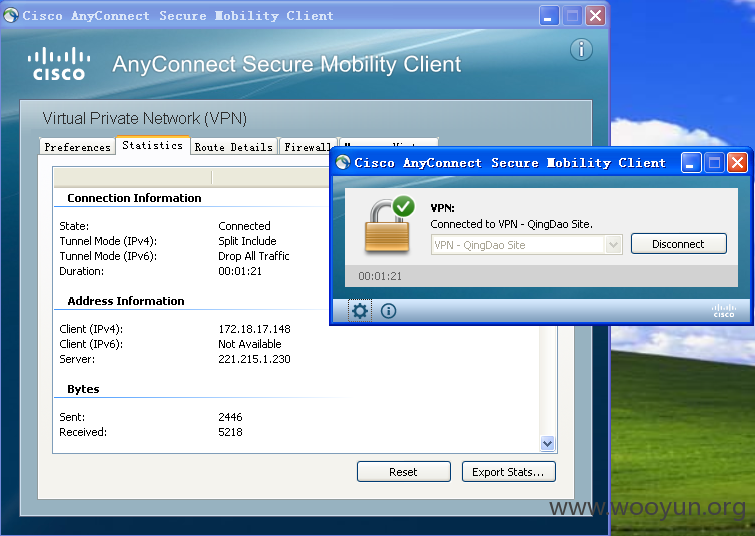 Cisco AnyConnect Secure Mobility Client
CISCO
AnyConnect Secure Mobility Client
Virtual Private Network (VPN)
Preferences
Statistics
Route Details
Firewall
Connection Information
State: Connected
Tunnel Mode (IPv4): Split Include
Tunnel Mode (IPv6): Drop All Traffic
Duration: 00:01:21
Address Information
Client (IPv4): 172.18.17.148
Client (IPv6): Not Available
Server: 221.215.1.230
Bytes
Sent: 2446
Received: 5218
Reset
Export Stats...
Cisco AnyConnect Secure Mobility Client
VPN:
Connected to VPN - QingDao Site.
VPN - QingDao Site
Disconnect
00:01:21
CISCO
www.wooyun.org